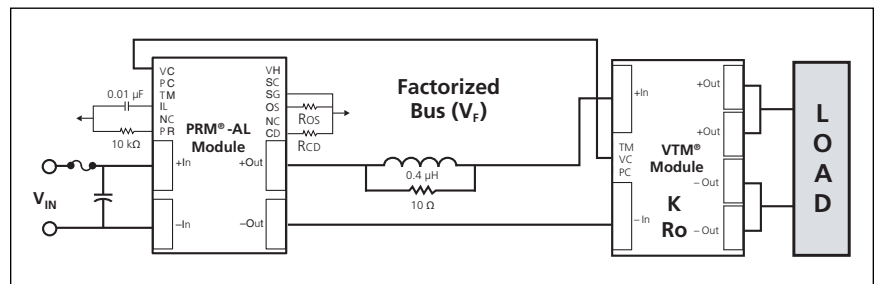 VC
PC
TM
IL
NC
PR
0.01 μF
10 kΩ
PRM®-AL
Module
VH
SC
SG
OS
NC
CD
ROS
RCD
+In
+Out
–In
–Out
VIN
Factorized
Bus (VF)
0.4 μH
10 Ω
+In
TM
VC
PC
– In
VTM®
Module
K
Ro
+Out
+Out
– Out
– Out
L
O
A
D